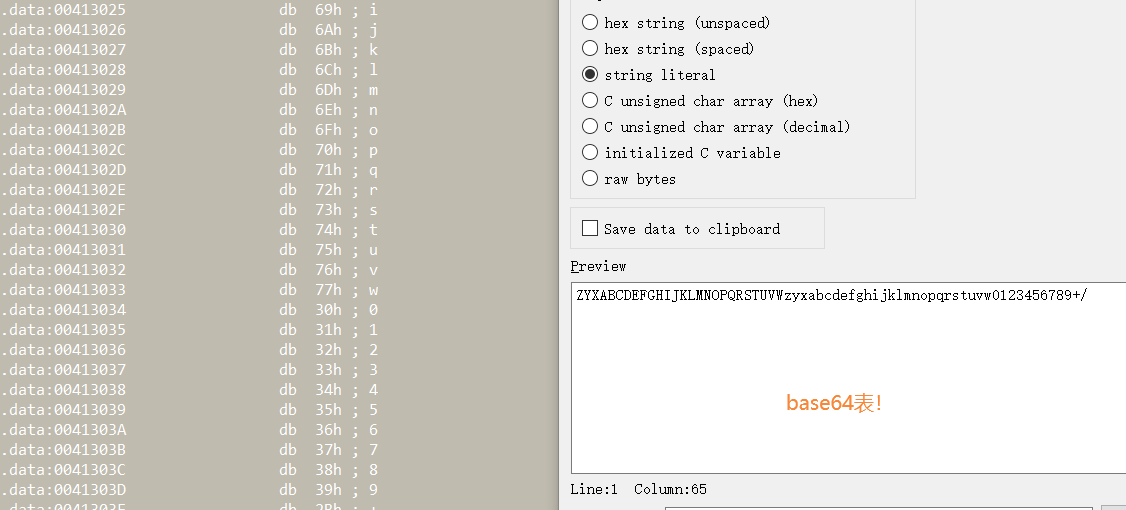 .data:00413025 db 69h ; i
.data:00413026 db 6Ah ; j
.data:00413027 db 6Bh ; k
.data:00413028 db 6Ch ; l
.data:00413029 db 6Dh ; m
.data:0041302A db 6Eh ; n
.data:0041302B db 6Fh ; o
.data:0041302C db 70h ; p
.data:0041302D db 71h ; q
.data:0041302E db 72h ; r
.data:0041302F db 73h ; s
.data:00413030 db 74h ; t
.data:00413031 db 75h ; u
.data:00413032 db 76h ; v
.data:00413033 db 77h ; w
.data:00413034 db 30h ; 0
.data:00413035 db 31h ; 1
.data:00413036 db 32h ; 2
.data:00413037 db 33h ; 3
.data:00413038 db 34h ; 4
.data:00413039 db 35h ; 5
.data:0041303A db 36h ; 6
.data:0041303B db 37h ; 7
.data:0041303C db 38h ; 8
.data:0041303D db 39h ; 9
hex string (unspaced)
hex string (spaced)
string literal
C unsigned char array (hex)
C unsigned char array (decimal)
initialized C variable
raw bytes
Save data to clipboard
Preview
ZYXABCDEFGHIJKLMNOPQRSTUVWzyxabcdefghijklmnopqrstuvw0123456789+/
base64表!
Line:1 Column:65